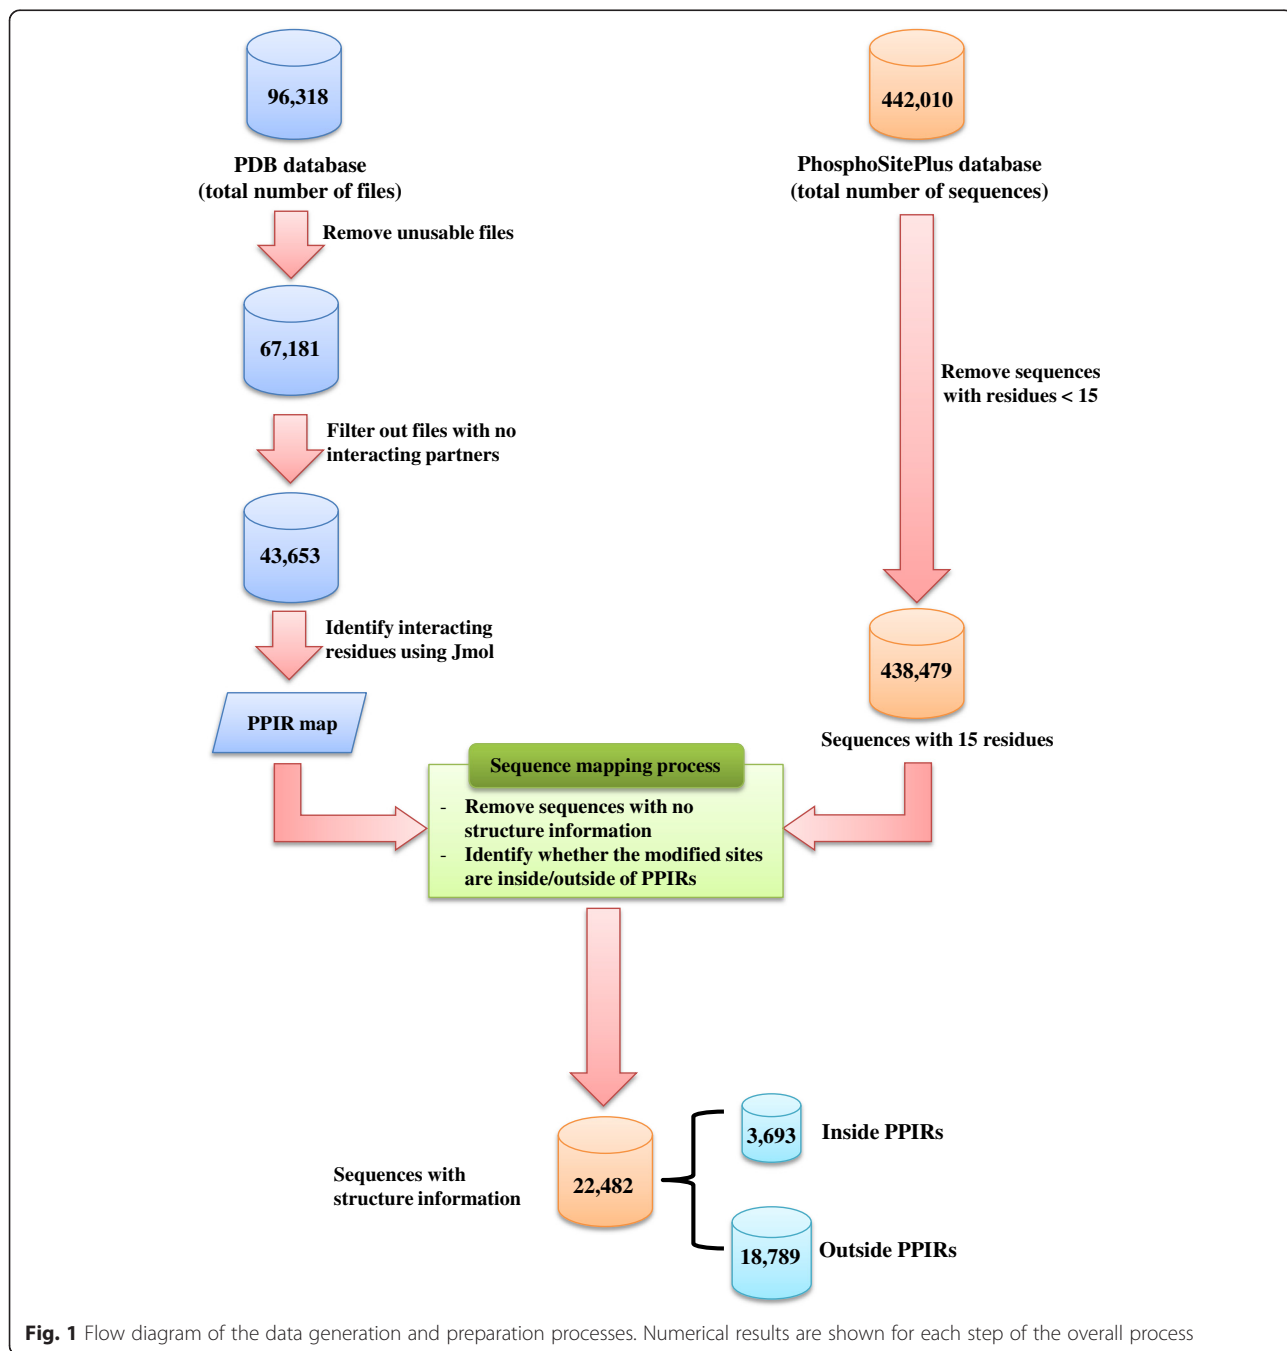 96,318
PDB database
(total number of files)
Remove unusable files
67,181
Filter out files with no
interacting partners
43,653
Identify interacting
residues using Jmol
PPIR map
442,010
PhosphoSitePlus database
(total number of sequences)
Remove sequences
with residues < 15
438,479
Sequences with 15 residues
Sequence mapping process
- Remove sequences with no
structure information
- Identify whether the modified sites
are inside/outside of PPIRs
Sequences with
structure information
22,482
3,693
Inside PPIRs
18,789
Outside PPIRs
Fig. 1 Flow diagram of the data generation and preparation processes. Numerical results are shown for each step of the overall process